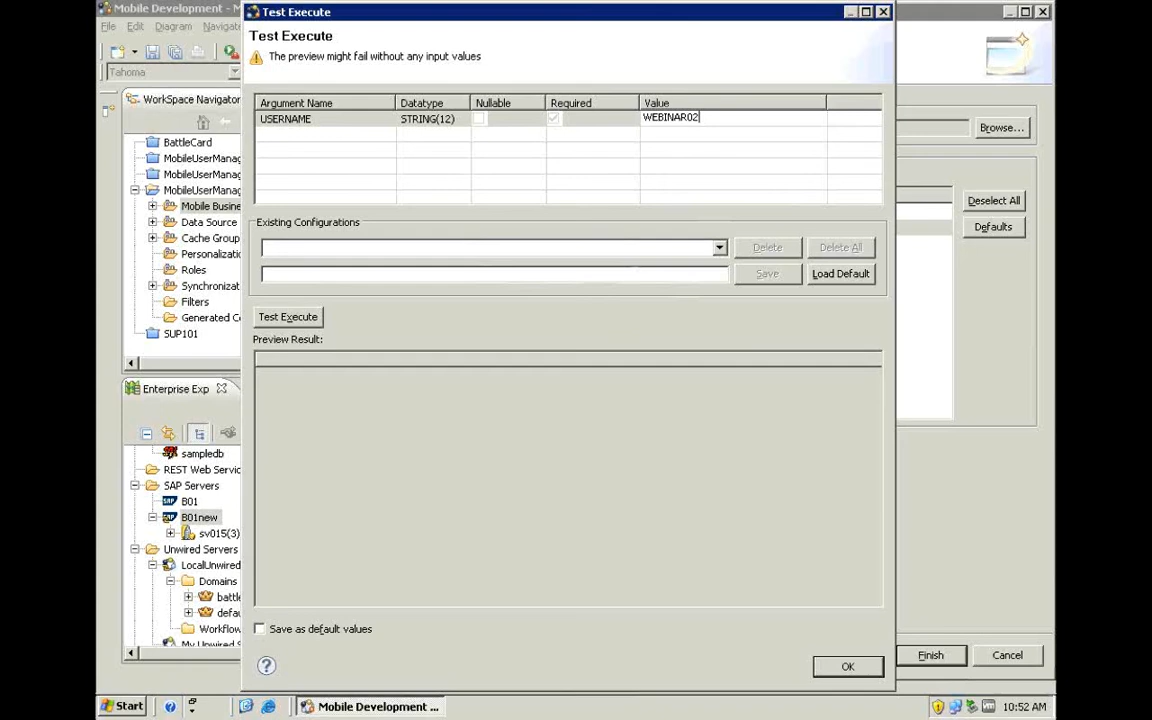 Mobile Development -
File Edit Diagram Navigat
Tahoma
WorkSpace Navigator
BattleCard
MobileUserManag
MobileUserManag
MobileUserManag
Mobile Busine
Data Source
Cache Group
Personalizatio
Roles
Synchronizat
Filters
Generated Co
SUP101
Enterprise Exp
sampledb
REST Web Servic
SAP Servers
B01
B01new
sv015(3)
Unwired Servers
LocalUnwired
Domains
battle
defau
Workflow
My Unwired S
Test Execute
Test Execute
The preview might fail without any input values
Argument Name Datatype Nullable Required Value
USERNAME STRING(12) WEBINAR02
Existing Configurations
Delete Delete All
Save Load Default
Test Execute
Preview Result:
Save as default values
OK
Browse...
Deselect All
Defaults
Finish Cancel
Start Mobile Development ... 10:52 AM